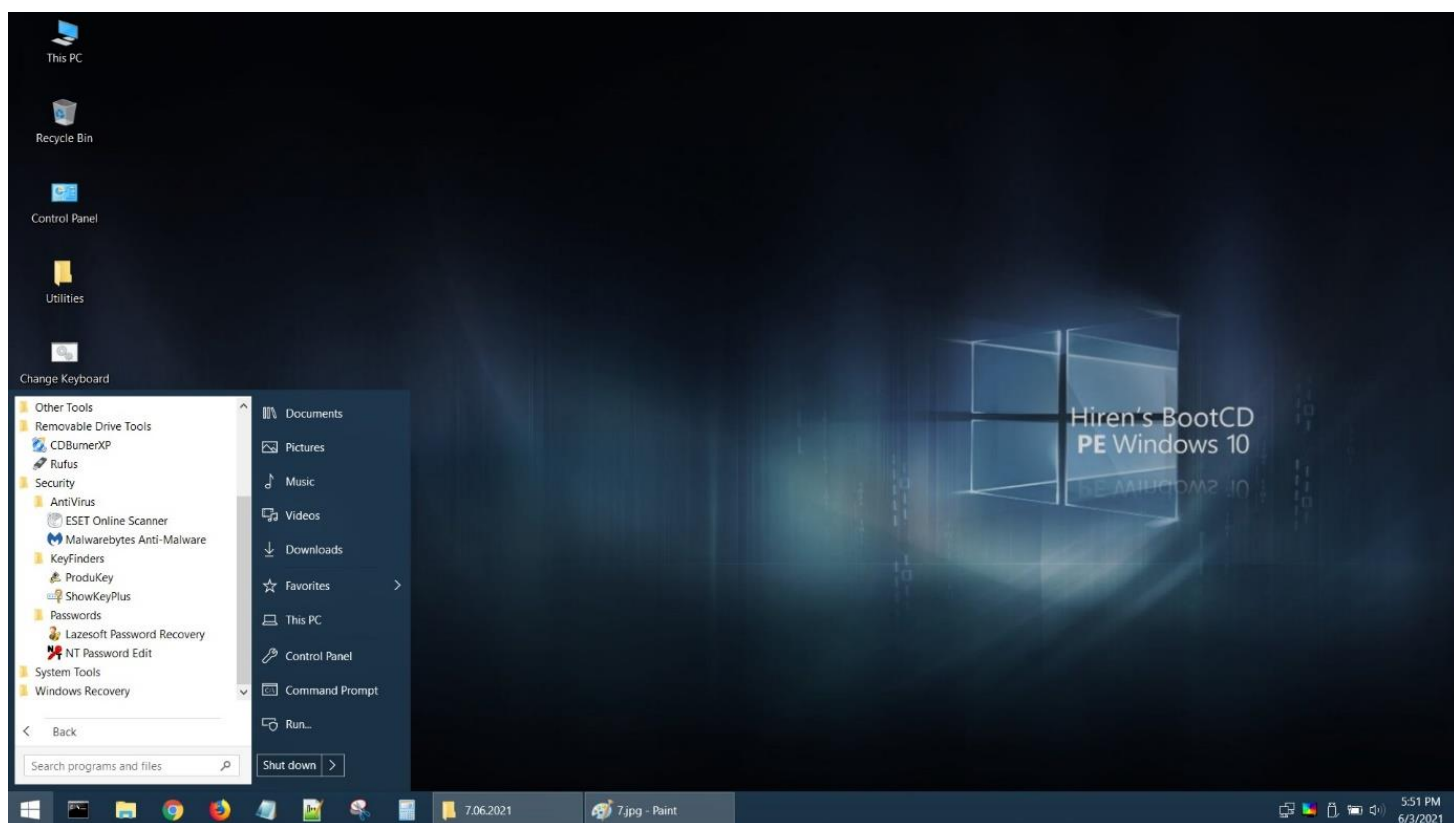 This PC
Recycle Bin
Control Panel
Utilities
Change Keyboard
Other Tools
Removable Drive Tools
CDBurnerXP
Rufus
Security
AntiVirus
ESET Online Scanner
Malwarebytes Anti-Malware
KeyFinders
ProduKey
ShowKeyPlus
Passwords
Lazesoft Password Recovery
NT Password Edit
System Tools
Windows Recovery
Back
Search programs and files
Documents
Pictures
Music
Videos
Downloads
Favorites
This PC
Control Panel
Command Prompt
Run...
Shut down
Hiren's BootCD
PE Windows 10
7.06.2021
7.jpg - Paint
5:51 PM
6/3/2021